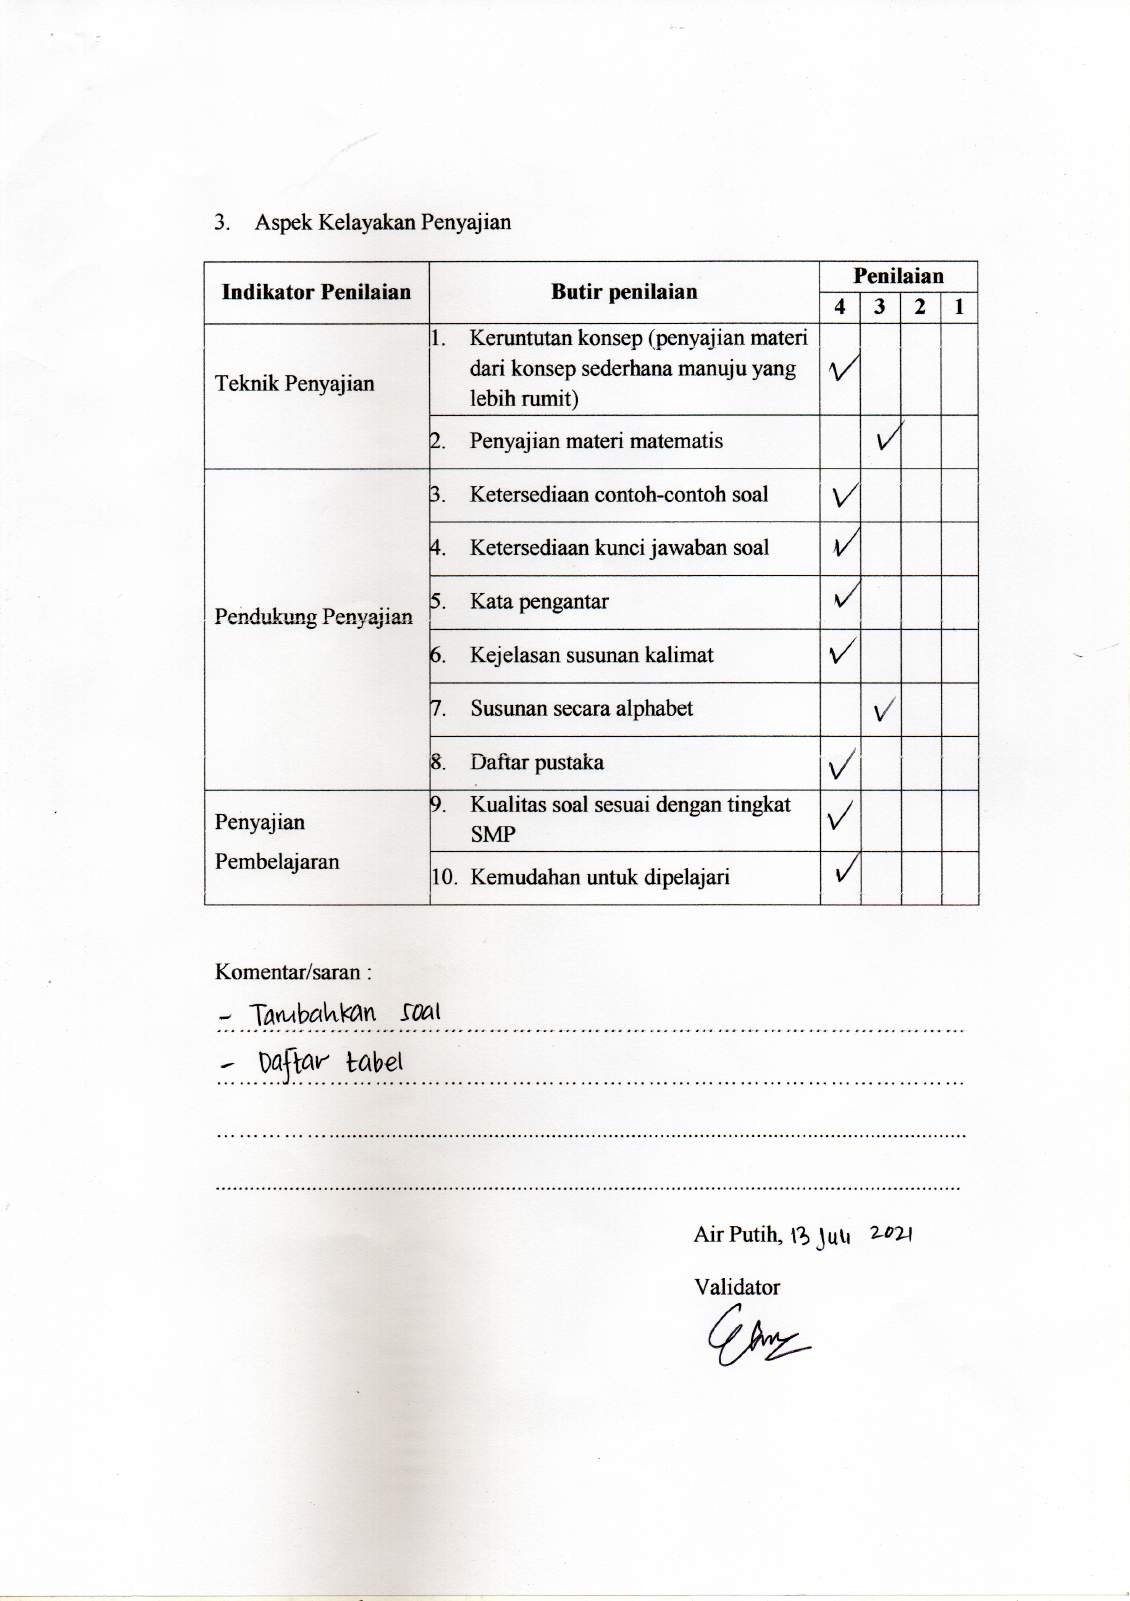 3. Aspek Kelayakan Penyajian
Indikator Penilaian
Butir penilaian
Penilaian
4 3 2 1
Teknik Penyajian
1. Keruntutan konsep (penyajian materi
dari konsep sederhana manuju yang
lebih rumit)
✓
2. Penyajian materi matematis
✓
Pendukung Penyajian
3. Ketersediaan contoh-contoh soal
✓
4. Ketersediaan kunci jawaban soal
✓
5. Kata pengantar
✓
6. Kejelasan susunan kalimat
✓
7. Susunan secara alphabet
✓
8. Daftar pustaka
✓
Penyajian
Pembelajaran
9. Kualitas soal sesuai dengan tingkat
SMP
✓
10. Kemudahan untuk dipelajari
✓
Komentar/saran :
- Tambahkan soal
- Daftar tabel
Air Putih, 13 Juli 2021
Validator